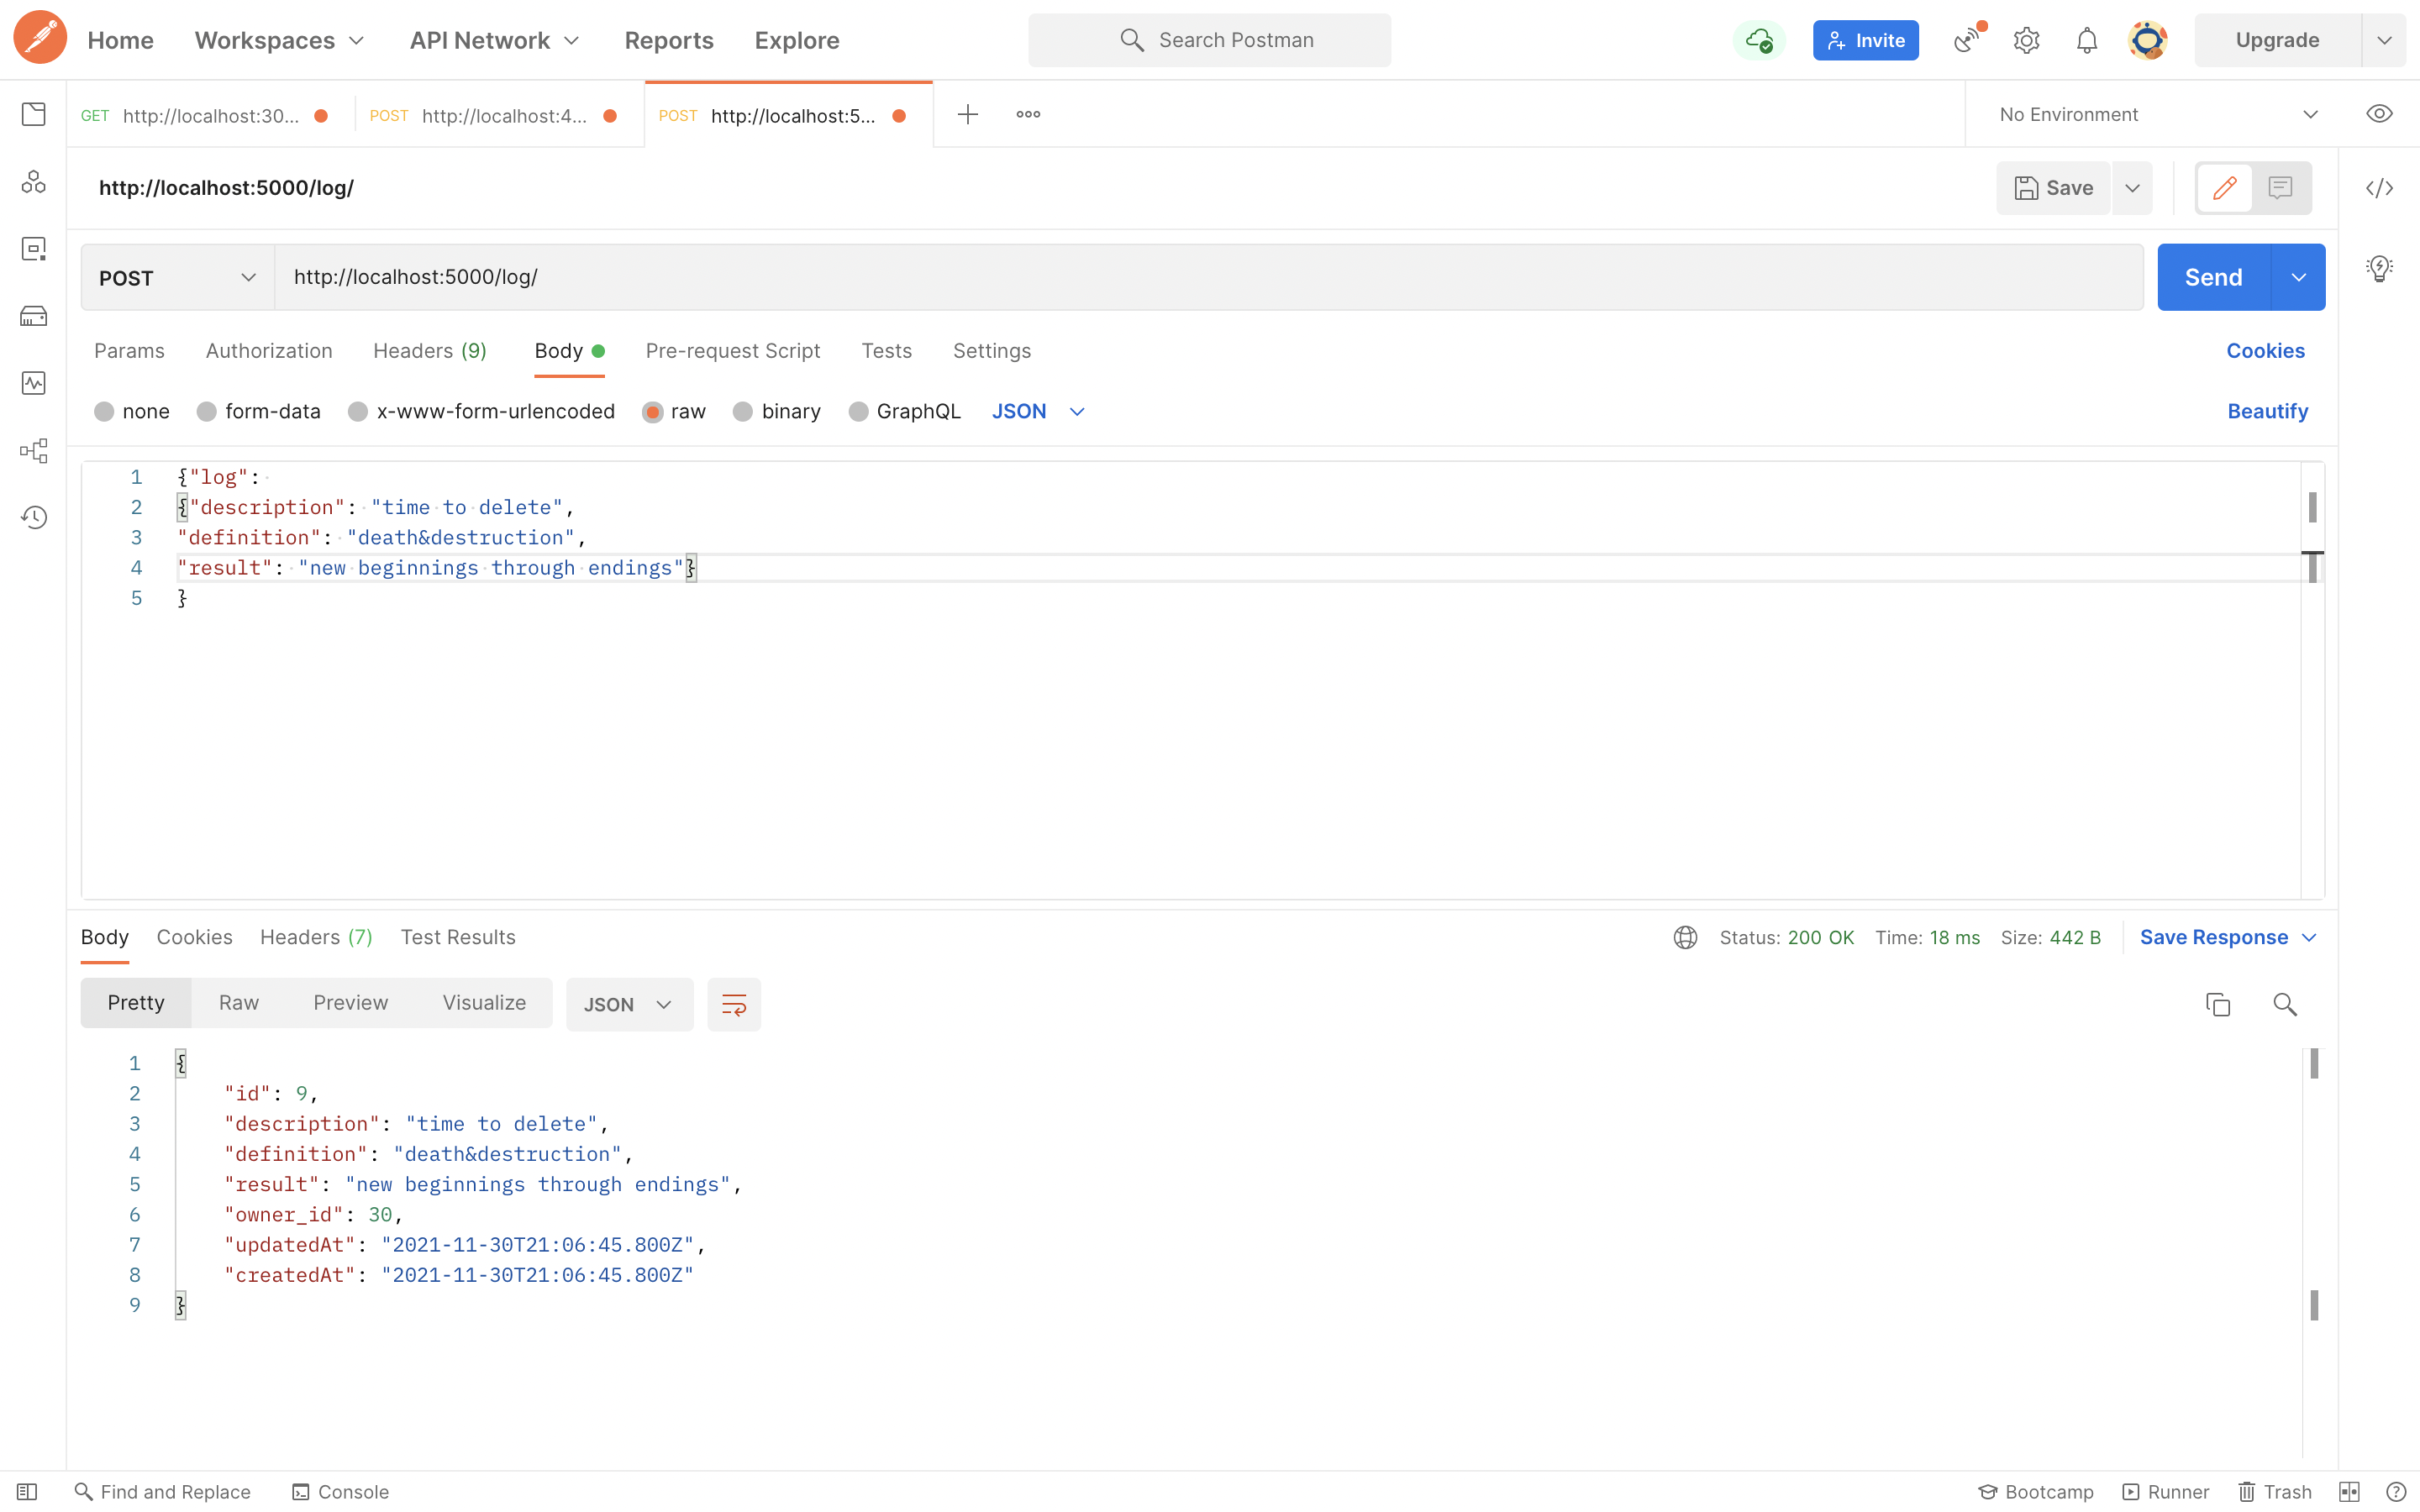 Home Workspaces API Network Reports Explore Search Postman Invite Upgrade
GET http://localhost:30... POST http://localhost:4... POST http://localhost:5... No Environment
http://localhost:5000/log/ Save
POST http://localhost:5000/log/ Send
Params Authorization Headers (9) Body Pre-request Script Tests Settings Cookies
none form-data x-www-form-urlencoded raw binary GraphQL JSON Beautify
1 {"log":
2 {"description": "time to delete",
3 "definition": "death&destruction",
4 "result": "new beginnings through endings"}
5 }
Body Cookies Headers (7) Test Results Status: 200 OK Time: 18 ms Size: 442 B Save Response
Pretty Raw Preview Visualize JSON
1 {
2 "id": 9,
3 "description": "time to delete",
4 "definition": "death&destruction",
5 "result": "new beginnings through endings",
6 "owner_id": 30,
7 "updatedAt": "2021-11-30T21:06:45.800Z",
8 "createdAt": "2021-11-30T21:06:45.800Z"
9 }
Find and Replace Console Bootcamp Runner Trash